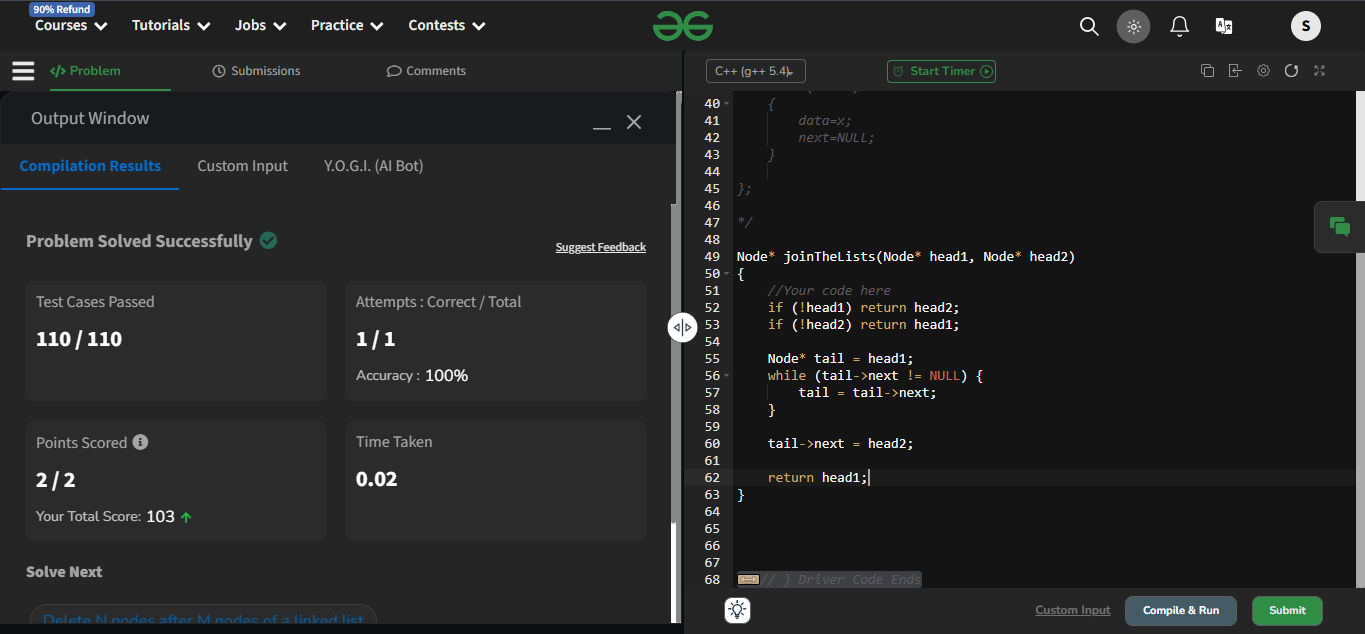 90% Refund
Courses Tutorials Jobs Practice Contests S
Problem Submissions Comments
Output Window
Compilation Results Custom Input Y.O.G.I. (AI Bot)
Problem Solved Successfully
Suggest Feedback
Test Cases Passed
110 / 110
Attempts : Correct / Total
1 / 1
Accuracy : 100%
Points Scored
2 / 2
Your Total Score: 103
Time Taken
0.02
Solve Next
Delete N nodes after M nodes of a linked list
C++ (g++ 5.4) Start Timer
40 {
41 data=x;
42 next=NULL;
43 }
44
45 };
46
47 */
48
49 Node* joinTheLists(Node* head1, Node* head2)
50 {
51 //Your code here
52 if (!head1) return head2;
53 if (!head2) return head1;
54
55 Node* tail = head1;
56 while (tail->next != NULL) {
57 tail = tail->next;
58 }
59
60 tail->next = head2;
61
62 return head1;
63 }
64
65
66
67
68 // } Driver Code Ends
Custom Input Compile & Run Submit